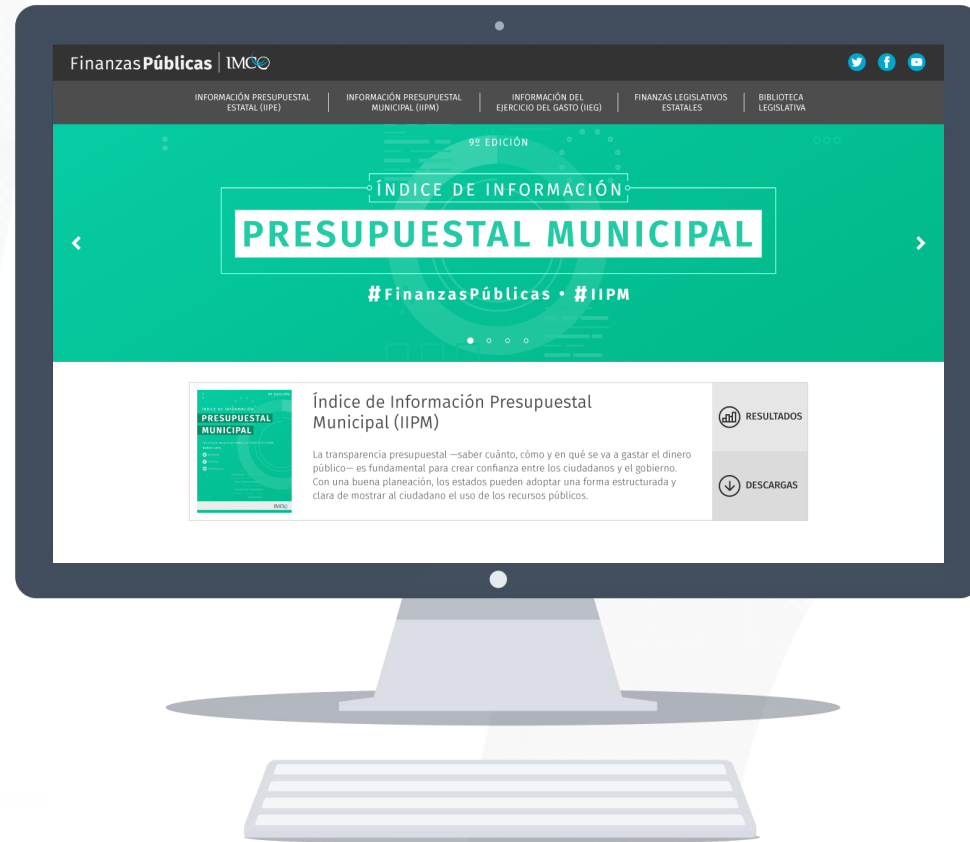 FinanzasPúblicas | IMCO
INFORMACIÓN PRESUPUESTAL
ESTATAL (IIPE)
INFORMACIÓN PRESUPUESTAL
MUNICIPAL (IIPM)
INFORMACIÓN DEL
EJERCICIO DEL GASTO (IIEG)
FINANZAS LEGISLATIVOS
ESTATALES
BIBLIOTECA
LEGISLATIVA
9º EDICIÓN
ÍNDICE DE INFORMACIÓN
PRESUPUESTAL MUNICIPAL
#FinanzasPúblicas • #IIPM
ÍNDICE DE INFORMACIÓN
PRESUPUESTAL
MUNICIPAL
IMCO
Índice de Información Presupuestal
Municipal (IIPM)
La transparencia presupuestal —saber cuánto, cómo y en qué se va a gastar el dinero
público— es fundamental para crear confianza entre los ciudadanos y el gobierno.
Con una buena planeación, los estados pueden adoptar una forma estructurada y
clara de mostrar al ciudadano el uso de los recursos públicos.
RESULTADOS
DESCARGAS